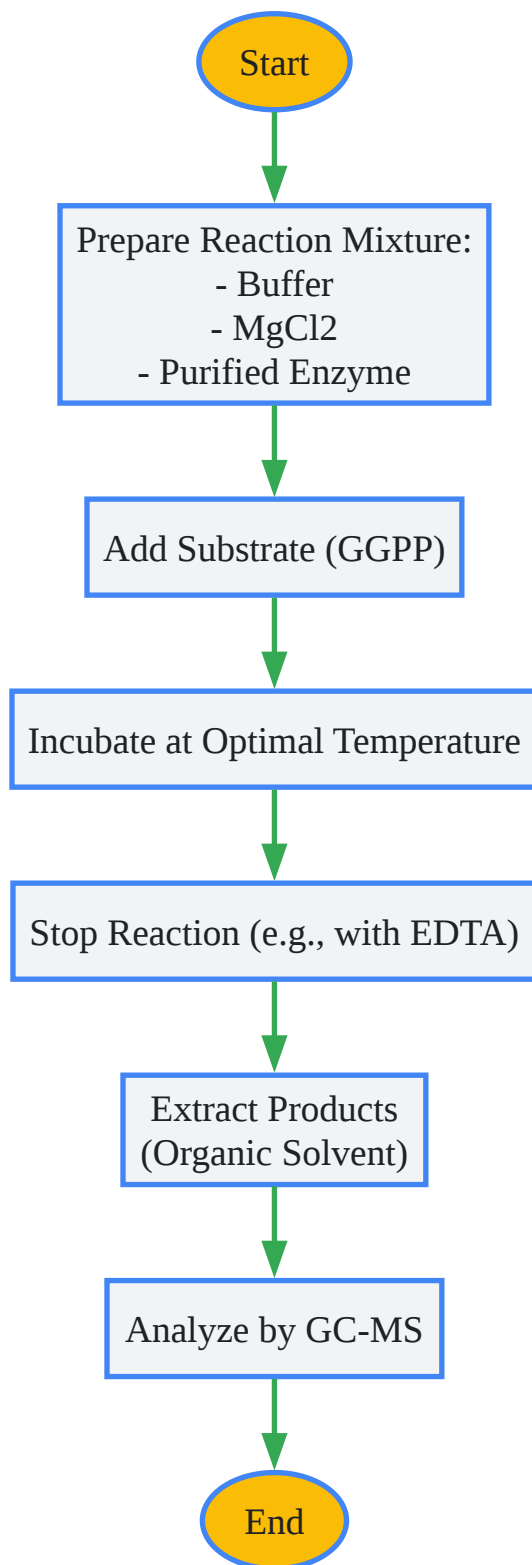 Start
Prepare Reaction Mixture:
- Buffer
- MgCl2
- Purified Enzyme
Add Substrate (GGPP)
Incubate at Optimal Temperature
Stop Reaction (e.g., with EDTA)
Extract Products
(Organic Solvent)
Analyze by GC-MS
End